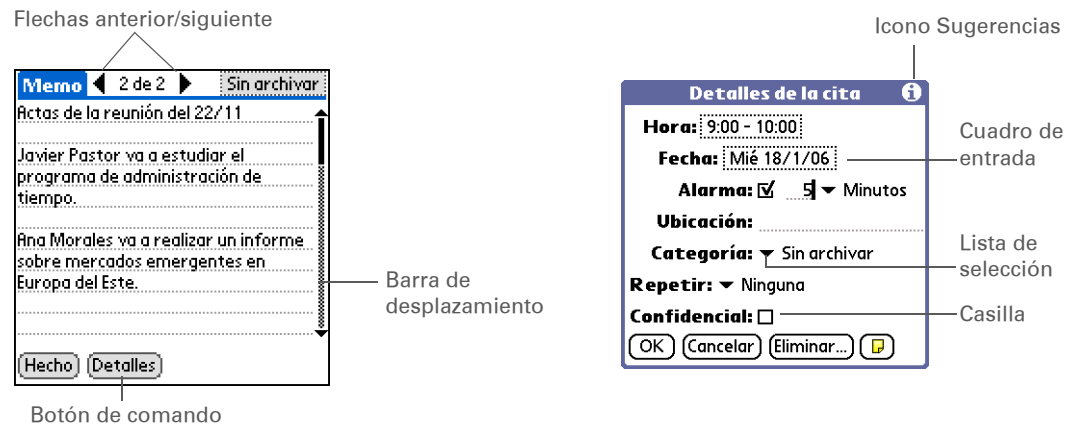 Flechas anterior/siguiente
Memo 2 de 2 Sin archivar
Actas de la reunión del 22/11
Javier Pastor va a estudiar el
programa de administración de
tiempo.
Ana Morales va a realizar un informe
sobre mercados emergentes en
Europa del Este.
Hecho Detalles
Barra de
desplazamiento
Botón de comando
Icono Sugerencias
Detalles de la cita
Hora: 9:00 - 10:00
Fecha: Mié 18/1/06
Alarma: 5 Minutos
Ubicación:
Categoría: Sin archivar
Repetir: Ninguna
Confidencial:
OK Cancelar Eliminar...
Cuadro de
entrada
Lista de
selección
Casilla